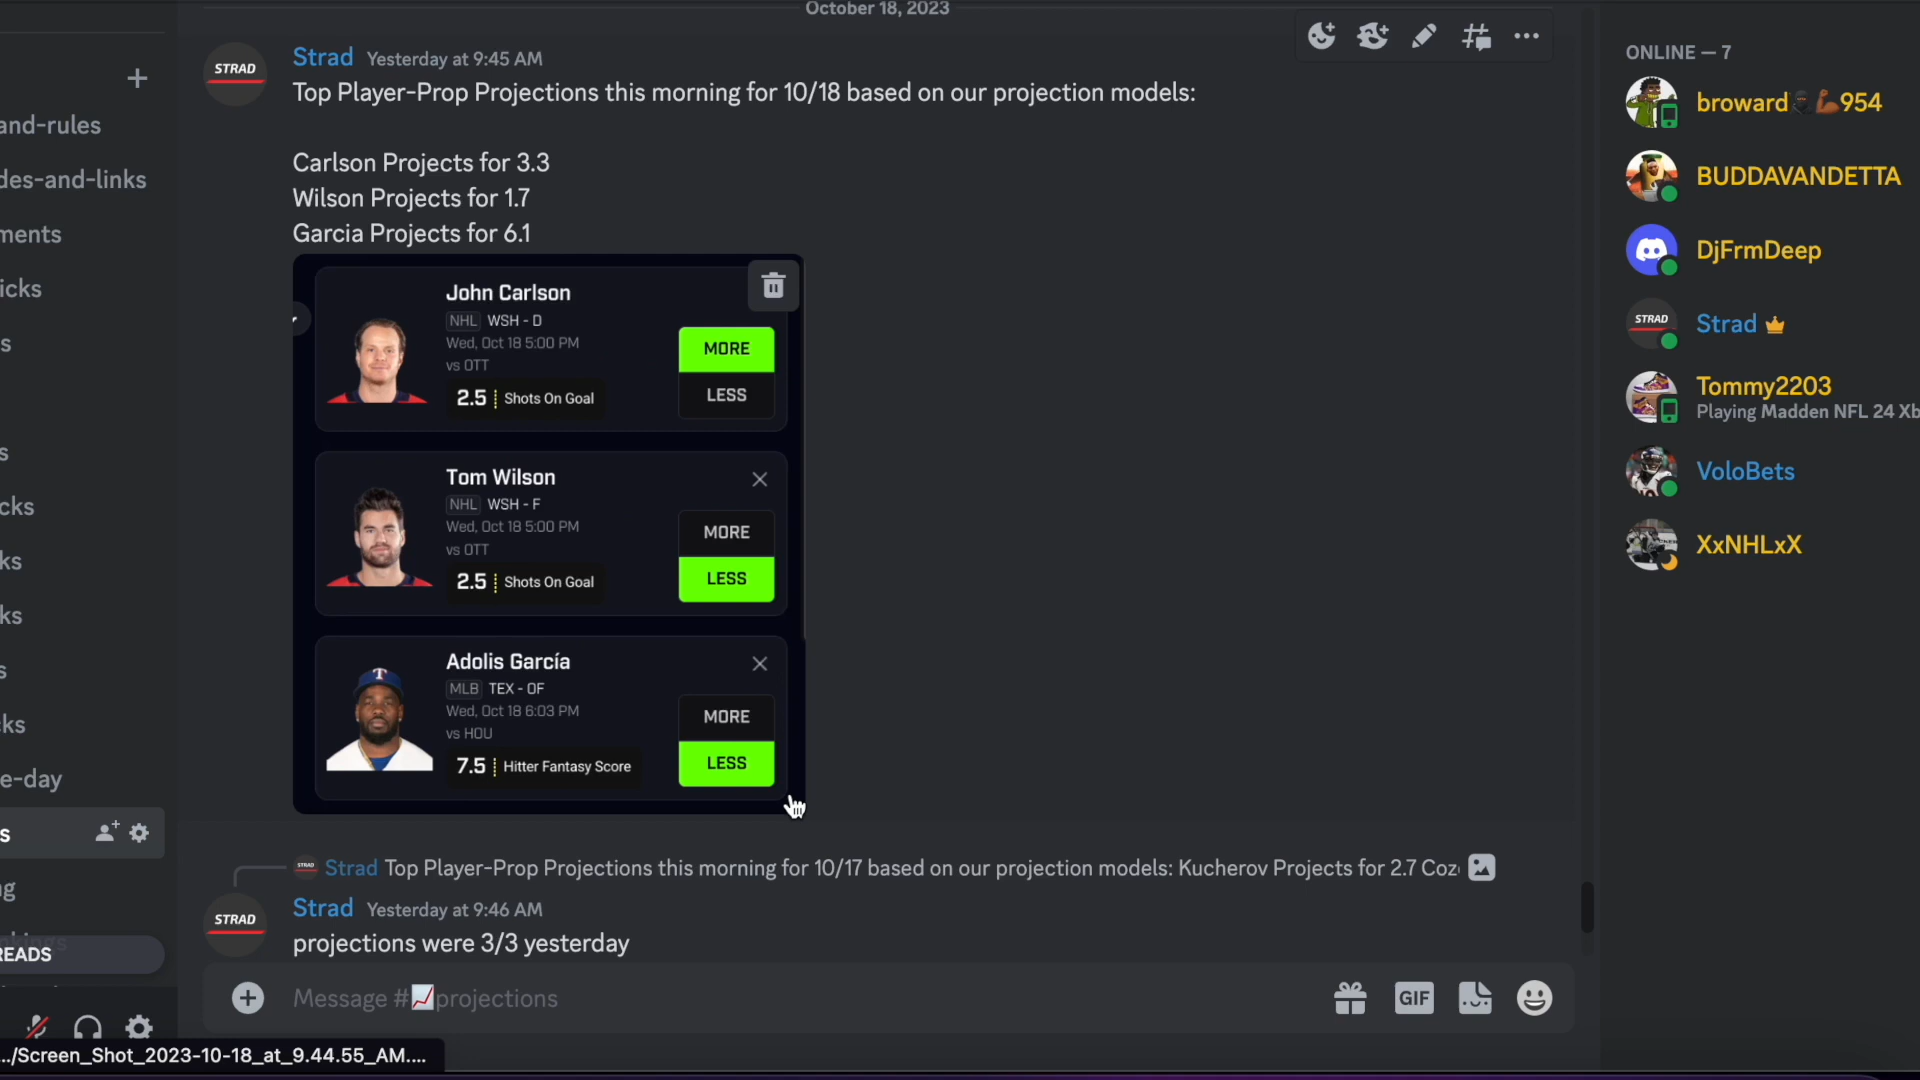 October 18, 2023
and-rules
des-and-links
ments
icks
s
s
cks
ks
ks
s
cks
e-day
s
g
READS
STRAD
Strad Yesterday at 9:45 AM
Top Player-Prop Projections this morning for 10/18 based on our projection models:
Carlson Projects for 3.3
Wilson Projects for 1.7
Garcia Projects for 6.1
John Carlson
NHL WSH - D
Wed, Oct 18 5:00 PM
vs OTT
2.5 Shots On Goal
MORE
LESS
Tom Wilson
NHL WSH - F
Wed, Oct 18 5:00 PM
vs OTT
2.5 Shots On Goal
MORE
LESS
Adolis García
MLB TEX - OF
Wed, Oct 18 6:03 PM
vs HOU
7.5 Hitter Fantasy Score
MORE
LESS
STRAD
Strad Top Player-Prop Projections this morning for 10/17 based on our projection models: Kucherov Projects for 2.7 Coz
STRAD
Strad Yesterday at 9:46 AM
projections were 3/3 yesterday
Message #📈projections
GIF
.../Screen_Shot_2023-10-18_at_9.44.55_AM....
ONLINE — 7
broward🥷🏿💪🏾954
BUDDAVANDETTA
DjFrmDeep
STRAD
Strad
Tommy2203
Playing Madden NFL 24 Xb
VoloBets
XxNHLxX